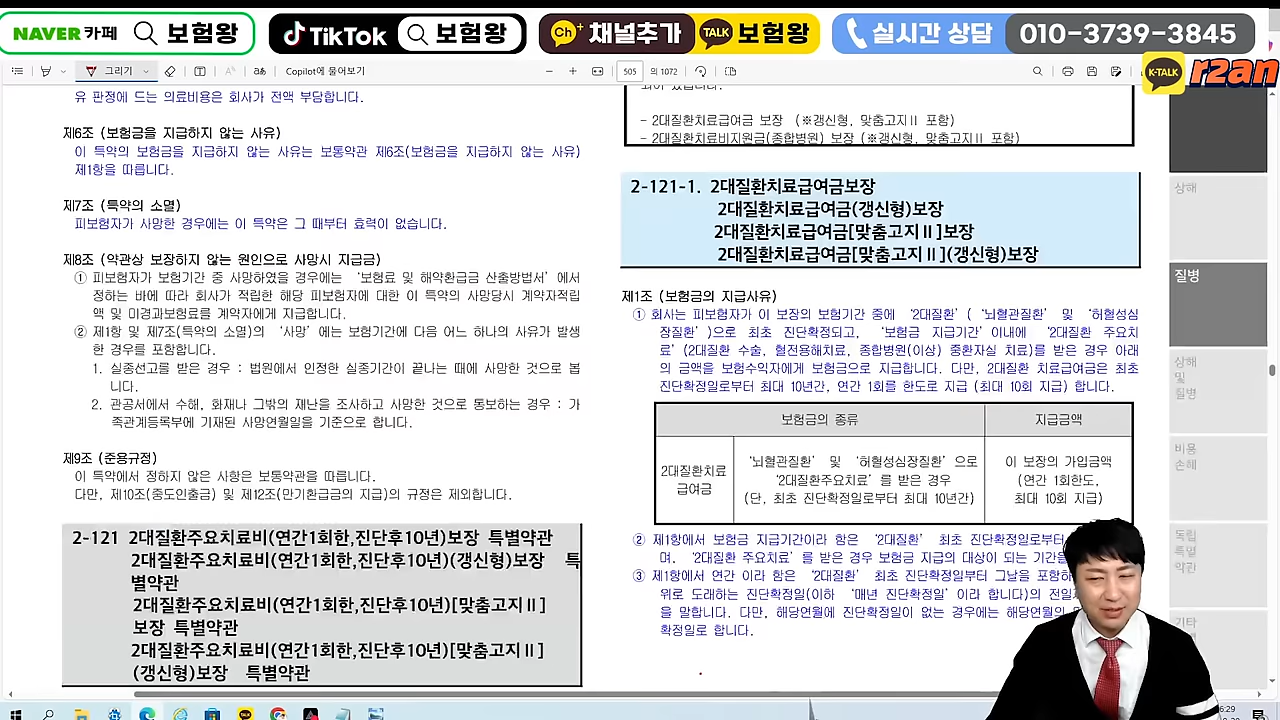 NAVER 카페 보험왕
TikTok 보험왕
Ch+ 채널추가 TALK 보험왕
실시간 상담 010-3739-3845
K-TALK r2an
그리기
Copilot에 묻어보기
505 의 1072
유 판정에 드는 의료비용은 회사가 전액 부담합니다.
제6조 (보험금을 지급하지 않는 사유)
이 특약의 보험금을 지급하지 않는 사유는 보통약관 제6조(보험금을 지급하지 않는 사유)
제1항을 따릅니다.
제7조 (특약의 소멸)
피보험자가 사망한 경우에는 이 특약은 그 때부터 효력이 없습니다.
제8조 (약관상 보장하지 않는 원인으로 사망시 지급금)
① 피보험자가 보험기간 중 사망하였을 경우에는 ‘보험료 및 해약환급금 산출방법서’에서
정하는 바에 따라 회사가 적립한 해당 피보험자에 대한 이 특약의 사망당시 계약자적립
액 및 미경과보험료를 계약자에게 지급합니다.
② 제1항 및 제7조(특약의 소멸)의 ‘사망’에는 보험기간에 다음 어느 하나의 사유가 발생
한 경우를 포함합니다.
1. 실종선고를 받은 경우 : 법원에서 인정한 실종기간이 끝나는 때에 사망한 것으로 봅
니다.
2. 관공서에서 수해, 화재나 그밖의 재난을 조사하고 사망한 것으로 통보하는 경우 : 가
족관계등록부에 기재된 사망연월일을 기준으로 합니다.
제9조 (준용규정)
이 특약에서 정하지 않은 사항은 보통약관을 따릅니다.
다만, 제10조(중도인출금) 및 제12조(만기환급금의 지급)의 규정은 제외합니다.
2-121 2대질환주요치료비(연간1회한,진단후10년)보장 특별약관
2대질환주요치료비(연간1회한,진단후10년)(갱신형)보장 특
별약관
2대질환주요치료비(연간1회한,진단후10년)[맞춤고지Ⅱ]
보장 특별약관
2대질환주요치료비(연간1회한,진단후10년)[맞춤고지Ⅱ]
(갱신형)보장 특별약관
- 2대질환치료급여금 보장 (※갱신형, 맞춤고지Ⅱ 포함)
- 2대질환치료비지원금(종합병원) 보장 (※갱신형, 맞춤고지Ⅱ 포함)
2-121-1. 2대질환치료급여금보장
2대질환치료급여금(갱신형)보장
2대질환치료급여금[맞춤고지Ⅱ]보장
2대질환치료급여금[맞춤고지Ⅱ](갱신형)보장
제1조 (보험금의 지급사유)
① 회사는 피보험자가 이 보장의 보험기간 중에 ‘2대질환’(‘뇌혈관질환’ 및 ‘허혈성심
장질환’)으로 최초 진단확정되고, ‘보험금 지급기간’이내에 ‘2대질환 주요치
료’(2대질환 수술, 혈전용해치료, 종합병원(이상) 중환자실 치료)를 받은 경우 아래
의 금액을 보험수익자에게 보험금으로 지급합니다. 다만, 2대질환 치료급여금은 최초
진단확정일로부터 최대 10년간, 연간 1회를 한도로 지급 (최대 10회 지급) 합니다.
보험금의 종류 지급금액
2대질환치료
급여금
‘뇌혈관질환’ 및 ‘허혈성심장질환’으로
‘2대질환주요치료’를 받은 경우
(단, 최초 진단확정일로부터 최대 10년간)
이 보장의 가입금액
(연간 1회한도,
최대 10회 지급)
② 제1항에서 보험금 지급기간이라 함은 ‘2대질환’ 최초 진단확정일로부터
며, ‘2대질환 주요치료’를 받은 경우 보험금 지급의 대상이 되는 기간을
③ 제1항에서 연간 이라 함은 ‘2대질환’ 최초 진단확정일부터 그날을 포함하
위로 도래하는 진단확정일(이하 ‘매년 진단확정일’이라 합니다)의 전일
을 말합니다. 다만, 해당연월에 진단확정일이 없는 경우에는 해당연월의
확정일로 합니다.
상해
질병
상해
및
질병
비용
손해
독립
특별
약관
기타
6:29